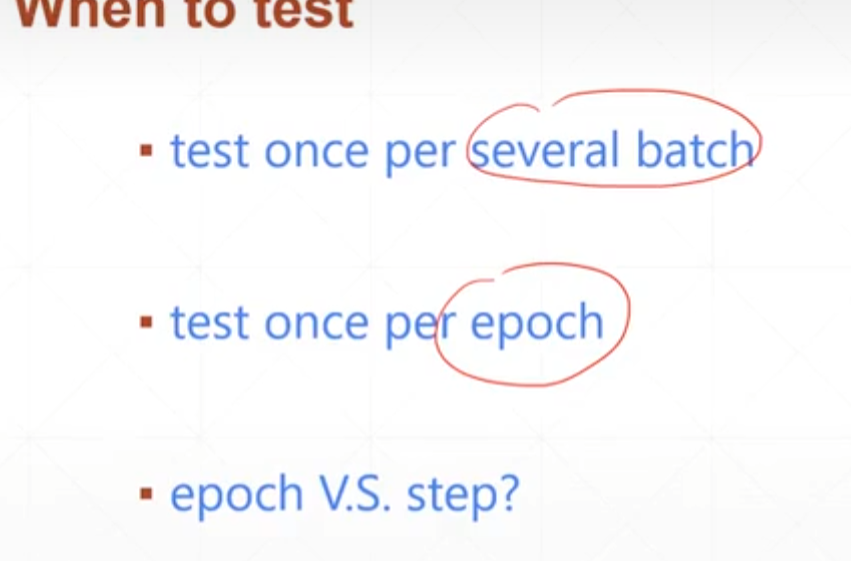 When to test
▪ test once per several batch
▪ test once per epoch
▪ epoch V.S. step?